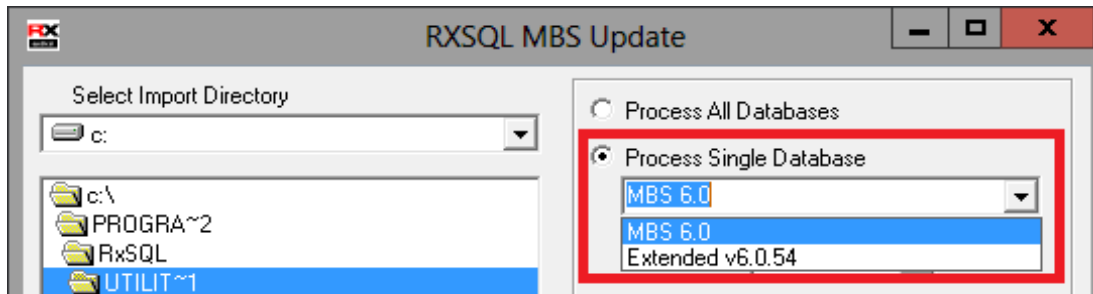 RX
RXSQL MBS Update
Select Import Directory
c:
c:\
PROGRA~2
RxSQL
UTILIT~1
Process All Databases
Process Single Database
MBS 6.0
MBS 6.0
Extended v6.0.54